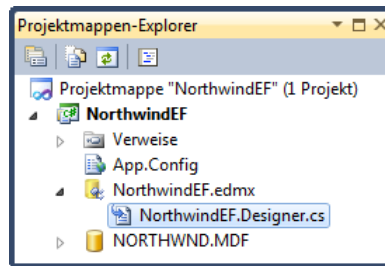 Projektmappen-Explorer
Projektmappe "NorthwindEF" (1 Projekt)
NorthwindEF
Verweise
App.Config
NorthwindEF.edmx
NorthwindEF.Designer.cs
NORTHWND.MDF